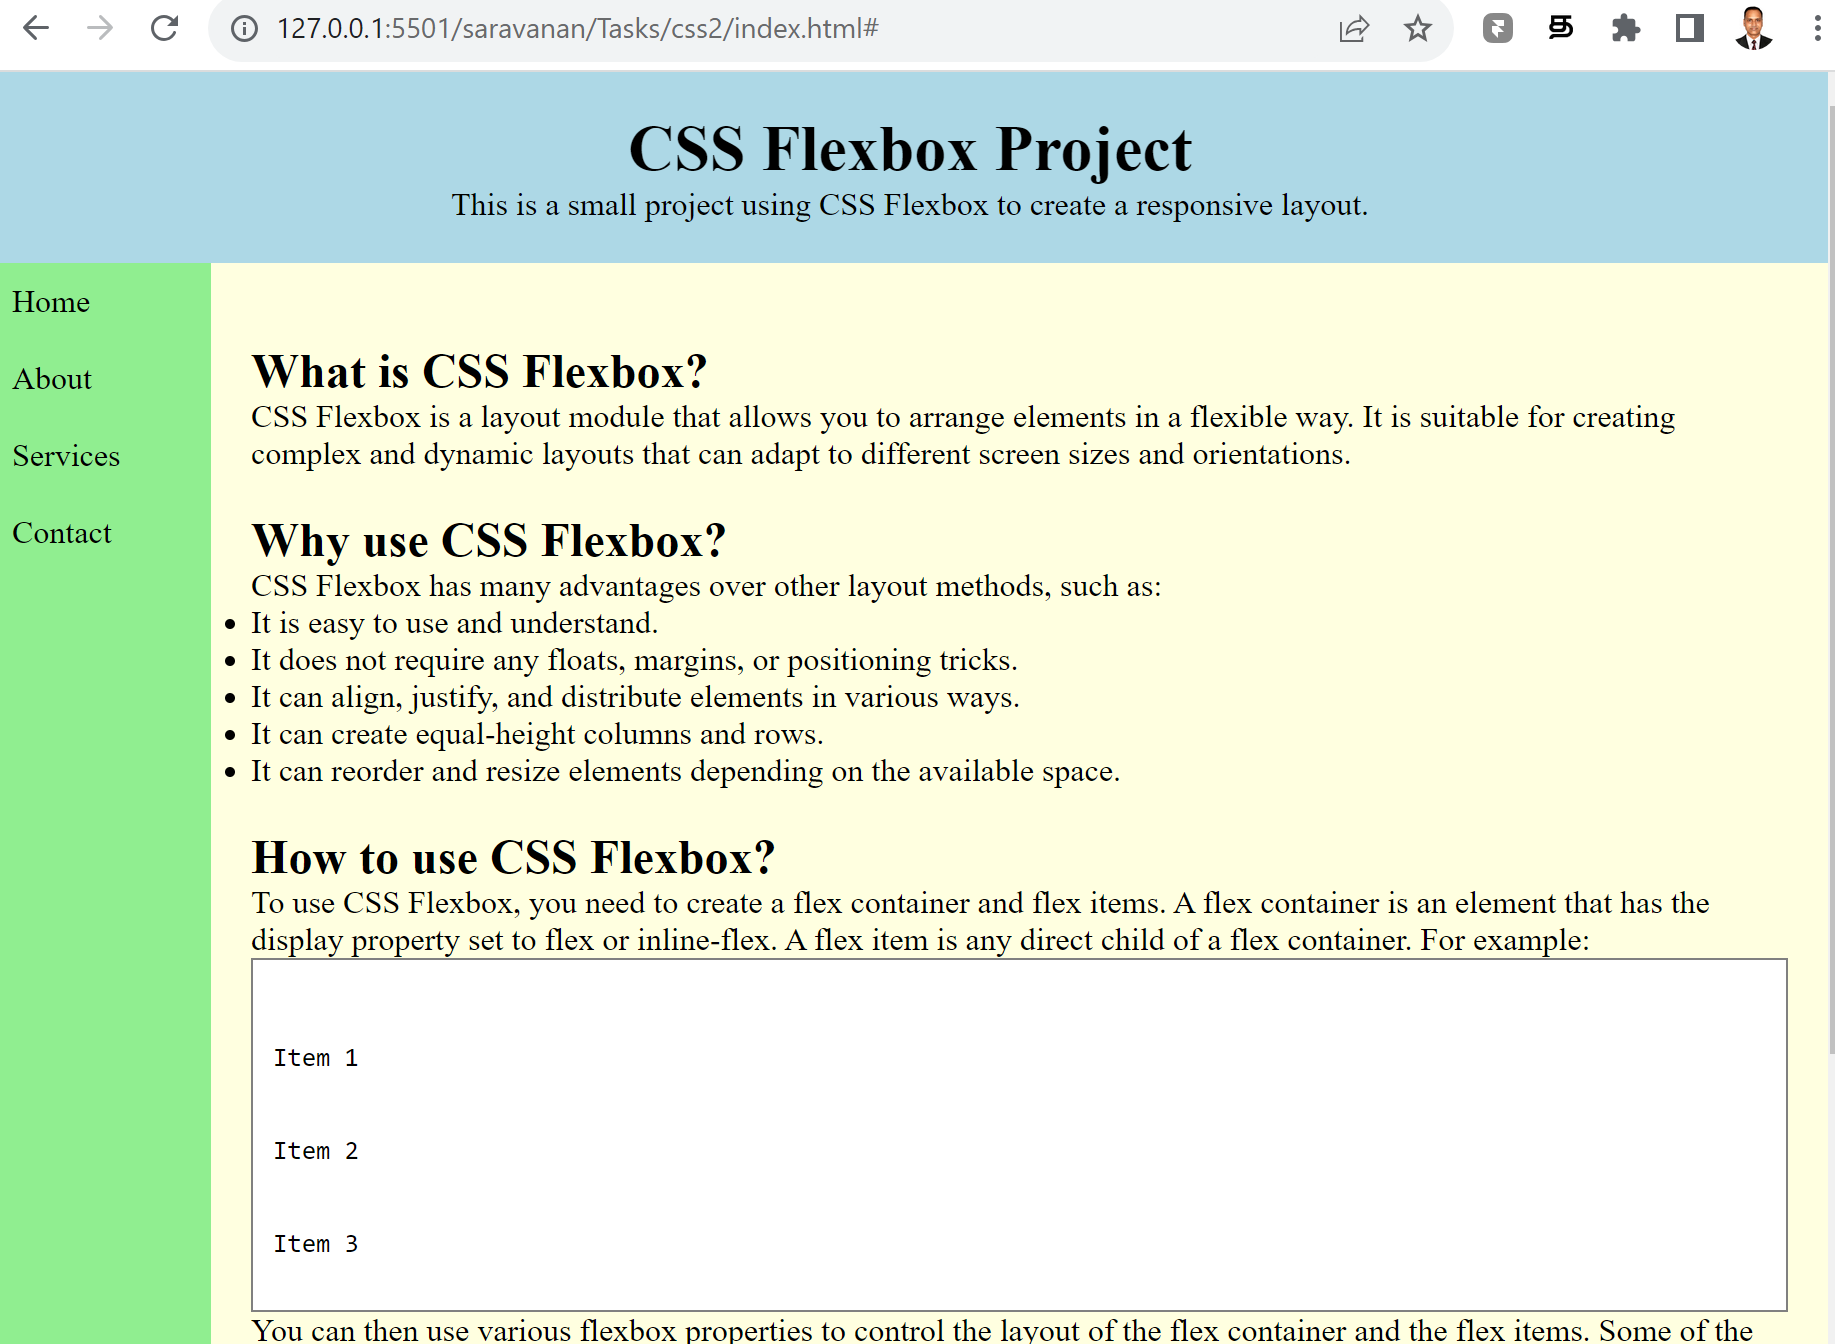 127.0.0.1:5501/saravanan/Tasks/css2/index.html#
CSS Flexbox Project
This is a small project using CSS Flexbox to create a responsive layout.
Home
About
Services
Contact
What is CSS Flexbox?
CSS Flexbox is a layout module that allows you to arrange elements in a flexible way. It is suitable for creating
complex and dynamic layouts that can adapt to different screen sizes and orientations.
Why use CSS Flexbox?
CSS Flexbox has many advantages over other layout methods, such as:
It is easy to use and understand.
It does not require any floats, margins, or positioning tricks.
It can align, justify, and distribute elements in various ways.
It can create equal-height columns and rows.
It can reorder and resize elements depending on the available space.
How to use CSS Flexbox?
To use CSS Flexbox, you need to create a flex container and flex items. A flex container is an element that has the
display property set to flex or inline-flex. A flex item is any direct child of a flex container. For example:
Item 1
Item 2
Item 3
You can then use various flexbox properties to control the layout of the flex container and the flex items. Some of the